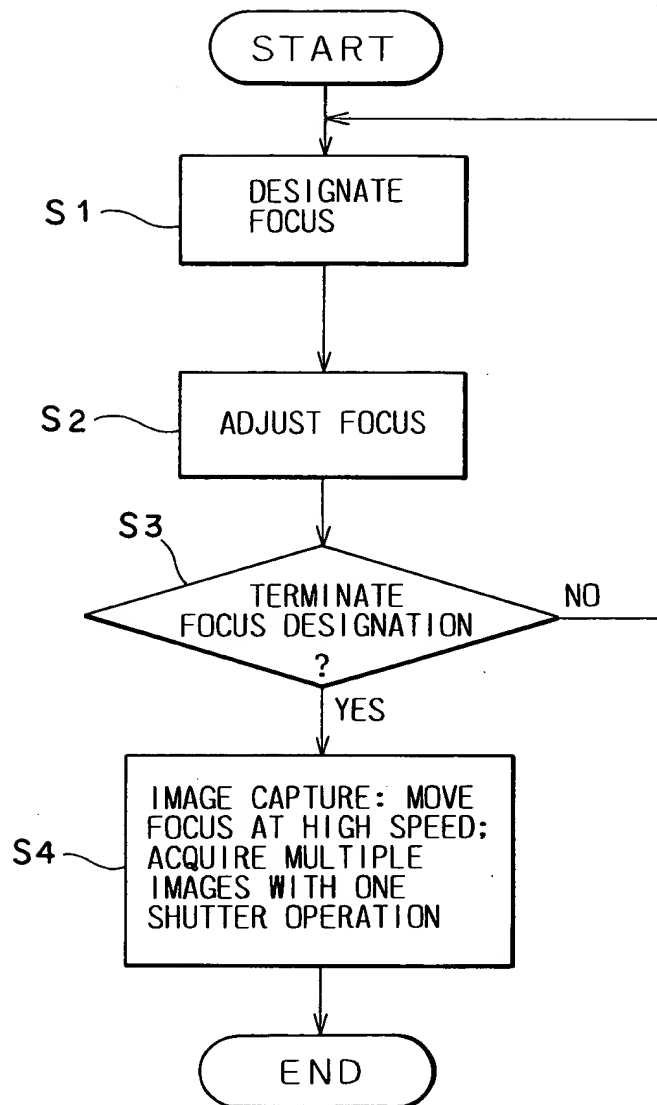 START
S1
DESIGNATE
FOCUS
S2
ADJUST FOCUS
S3
TERMINATE
FOCUS DESIGNATION
?
NO
YES
S4
IMAGE CAPTURE: MOVE
FOCUS AT HIGH SPEED;
ACQUIRE MULTIPLE
IMAGES WITH ONE
SHUTTER OPERATION
END